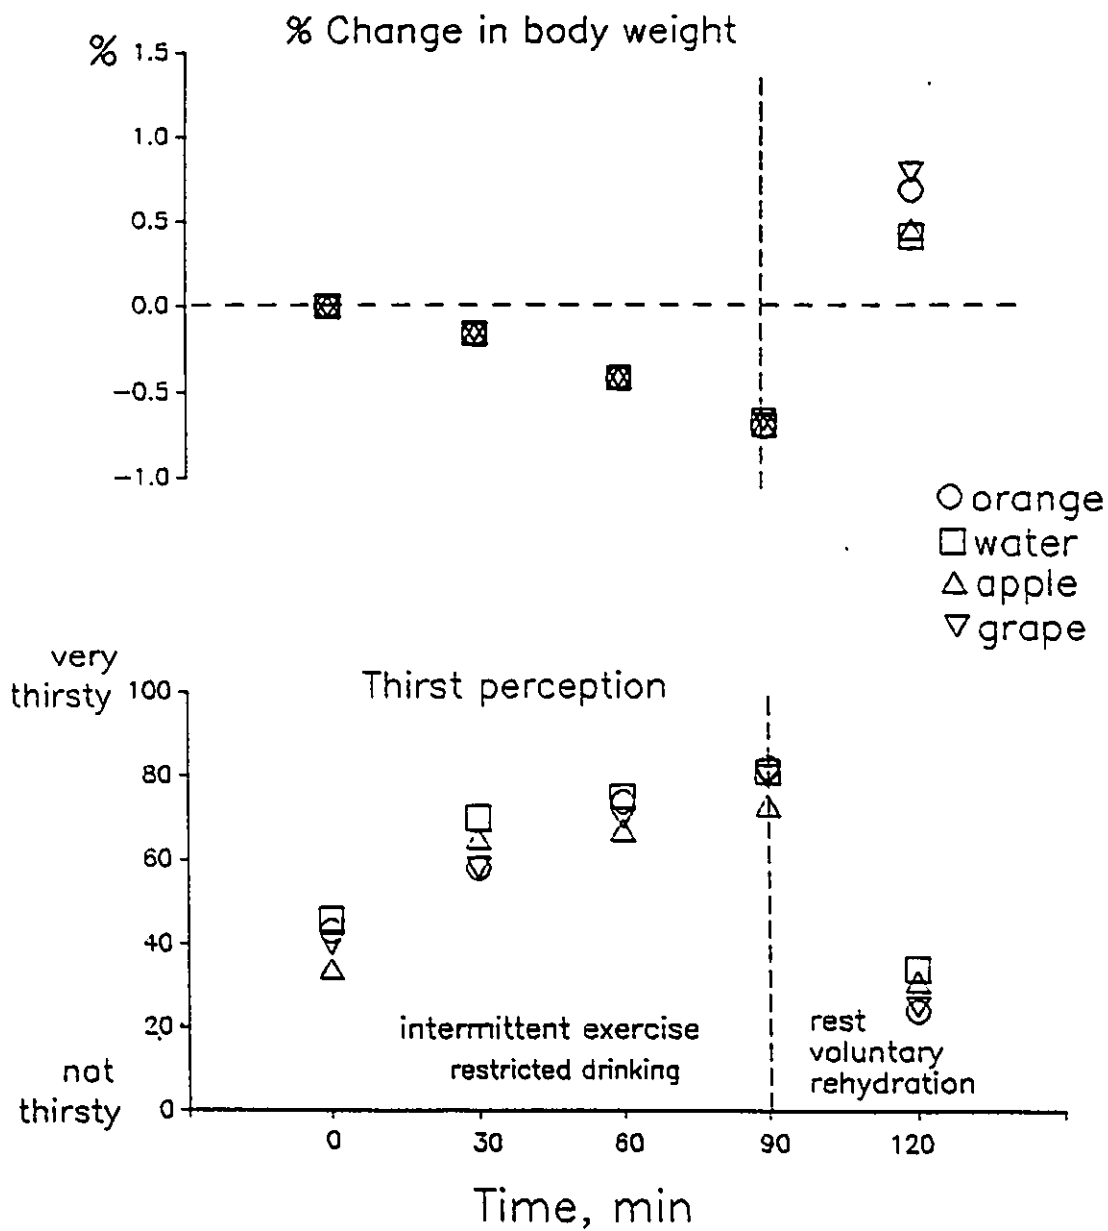 % Change in body weight
%
1.5
1.0
0.5
0.0
−0.5
−1.0
orange
water
apple
grape
very
thirsty
Thirst perception
100
80
60
40
20
0
not
thirsty
intermittent exercise
restricted drinking
rest
voluntary
rehydration
0
30
60
90
120
Time, min